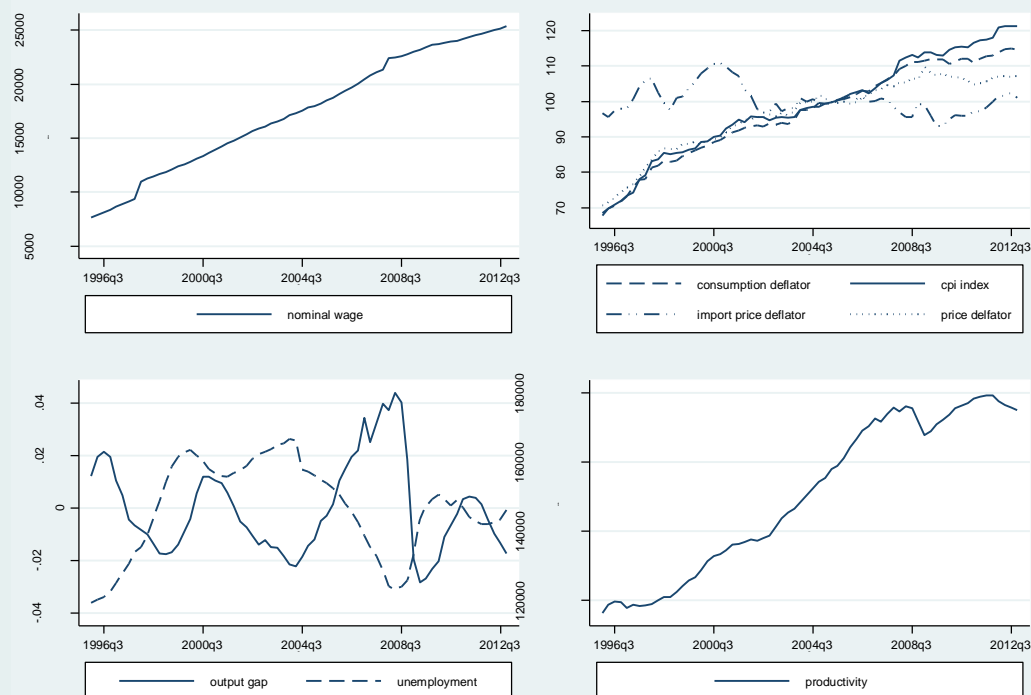 25000
20000
15000
10000
5000
1996q3 2000q3 2004q3 2008q3 2012q3
nominal wage
120
110
100
90
80
70
1996q3 2000q3 2004q3 2008q3 2012q3
consumption deflator cpi index
import price deflator price delfator
.04
.02
0
-.02
-.04
1996q3 2000q3 2004q3 2008q3 2012q3
output gap unemployment
180000
160000
140000
120000
1996q3 2000q3 2004q3 2008q3 2012q3
productivity